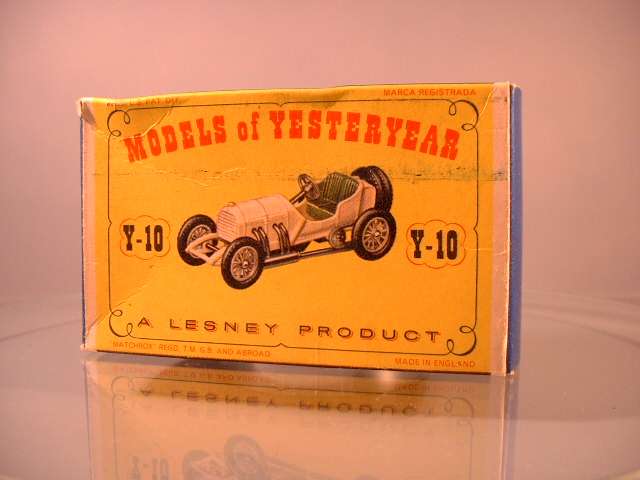 MARCA REGISTRADA
MODELS of YESTERYEAR
Y-10
Y-10
A LESNEY PRODUCT
MATCHBOX REGD. T.M. G.B. AND ABROAD
MADE IN ENGLAND